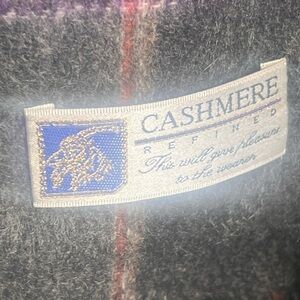 CASHMERE
REFINED
This will give pleasure
to the wearer